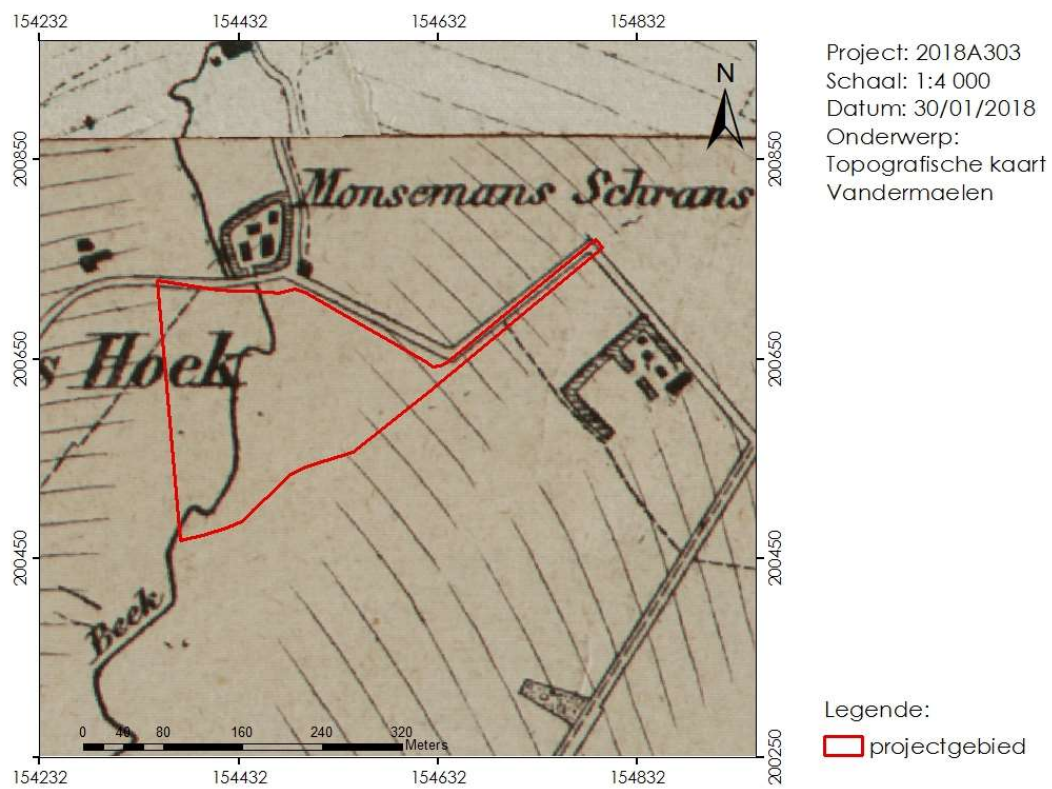 154232 154432 154632 154832
N
Project: 2018A303
Schaal: 1:4 000
Datum: 30/01/2018
Onderwerp:
Topografische kaart
Vandermaelen
200850 200850
Monsemans Schrans
200650 200650
s Hoek
200450 200450
Beek
0 40 80 160 240 320
Meters
200250 200250
154232 154432 154632 154832
Legende:
projectgebied